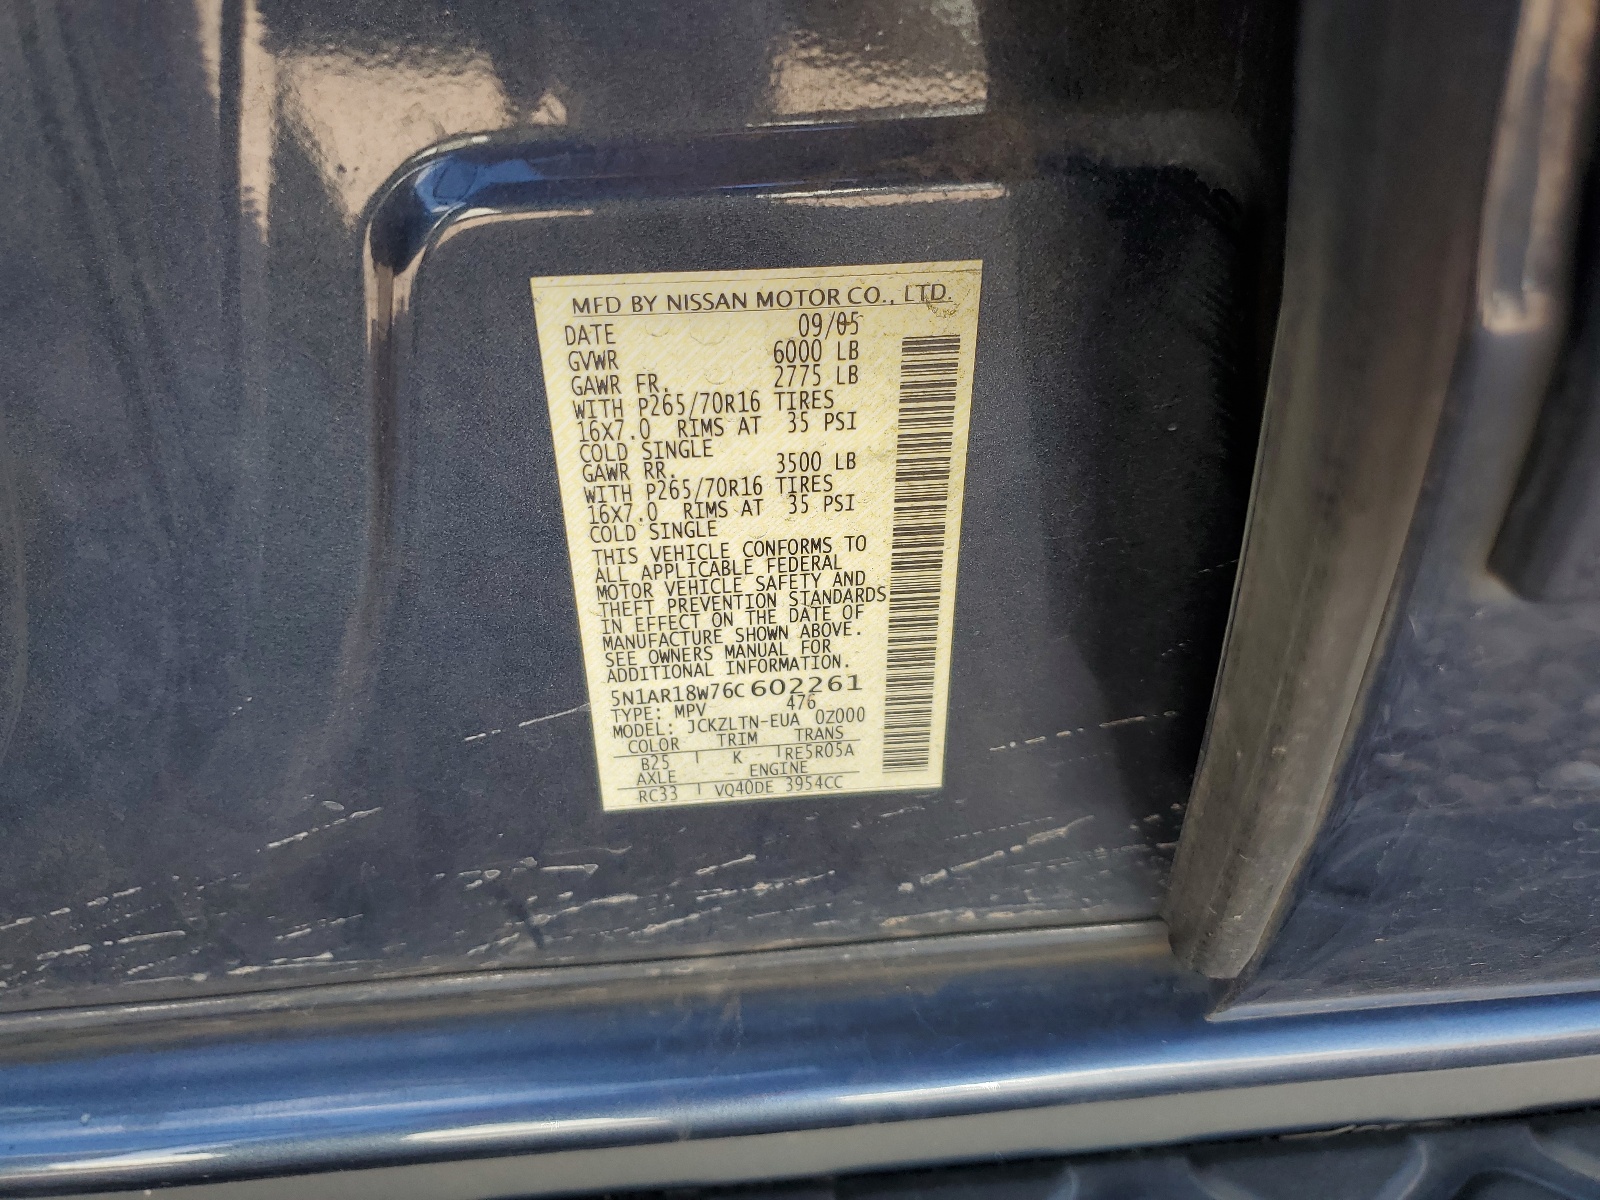 MFD BY NISSAN MOTOR CO., LTD.
DATE 09/05
GVWR 6000 LB
GAWR FR. 2775 LB
WITH P265/70R16 TIRES
16X7.0 RIMS AT 35 PSI
COLD SINGLE
GAWR RR. 3500 LB
WITH P265/70R16 TIRES
16X7.0 RIMS AT 35 PSI
COLD SINGLE
THIS VEHICLE CONFORMS TO
ALL APPLICABLE FEDERAL
MOTOR VEHICLE SAFETY AND
THEFT PREVENTION STANDARDS
IN EFFECT ON THE DATE OF
MANUFACTURE SHOWN ABOVE.
SEE OWNERS MANUAL FOR
ADDITIONAL INFORMATION.
5N1AR18W76C602261
TYPE: MPV 476
MODEL: JCKZLTN-EUA 0Z000
COLOR TRIM TRANS
B25 K RE5R05A
AXLE ENGINE
RC33 VQ40DE 3954CC